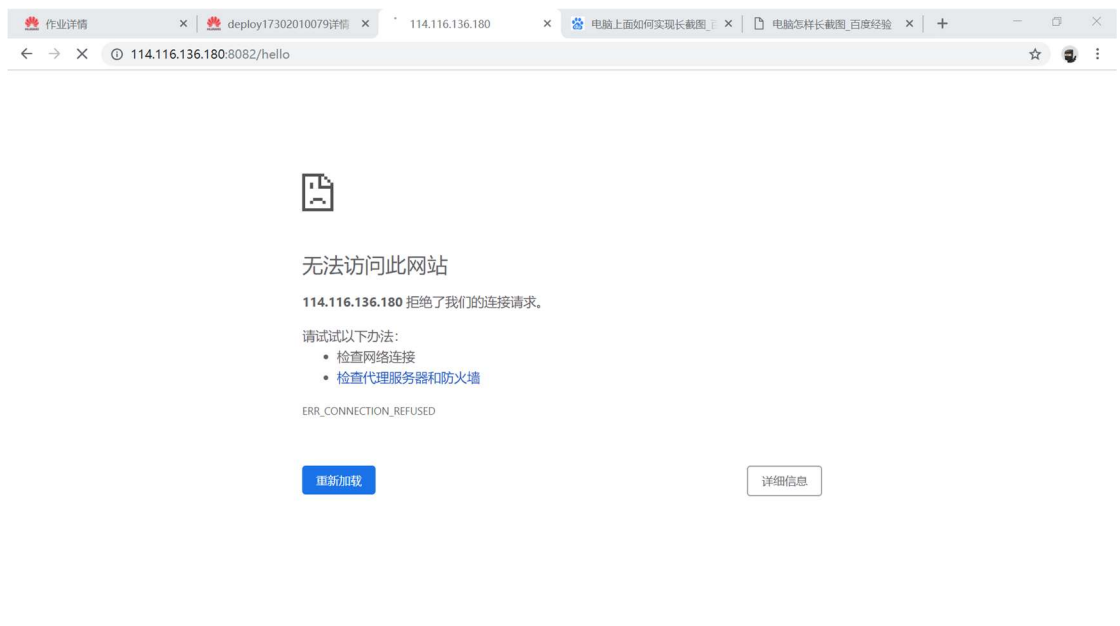 作业详情
deploy17302010079详情
114.116.136.180
电脑上面如何实现长截图_
电脑怎样长截图_百度经验
114.116.136.180:8082/hello
无法访问此网站
114.116.136.180 拒绝了我们的连接请求。
请试试以下办法:
检查网络连接
检查代理服务器和防火墙
ERR_CONNECTION_REFUSED
重新加载
详细信息